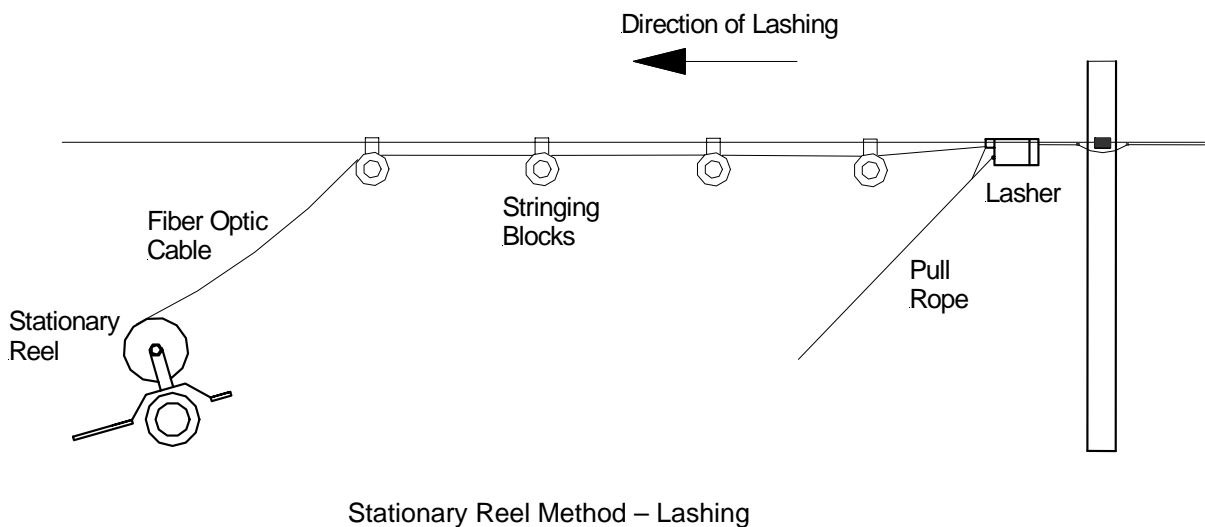 Direction of Lashing
Fiber Optic
Cable
Stringing
Blocks
Lasher
Pull
Rope
Stationary
Reel
Stationary Reel Method – Lashing